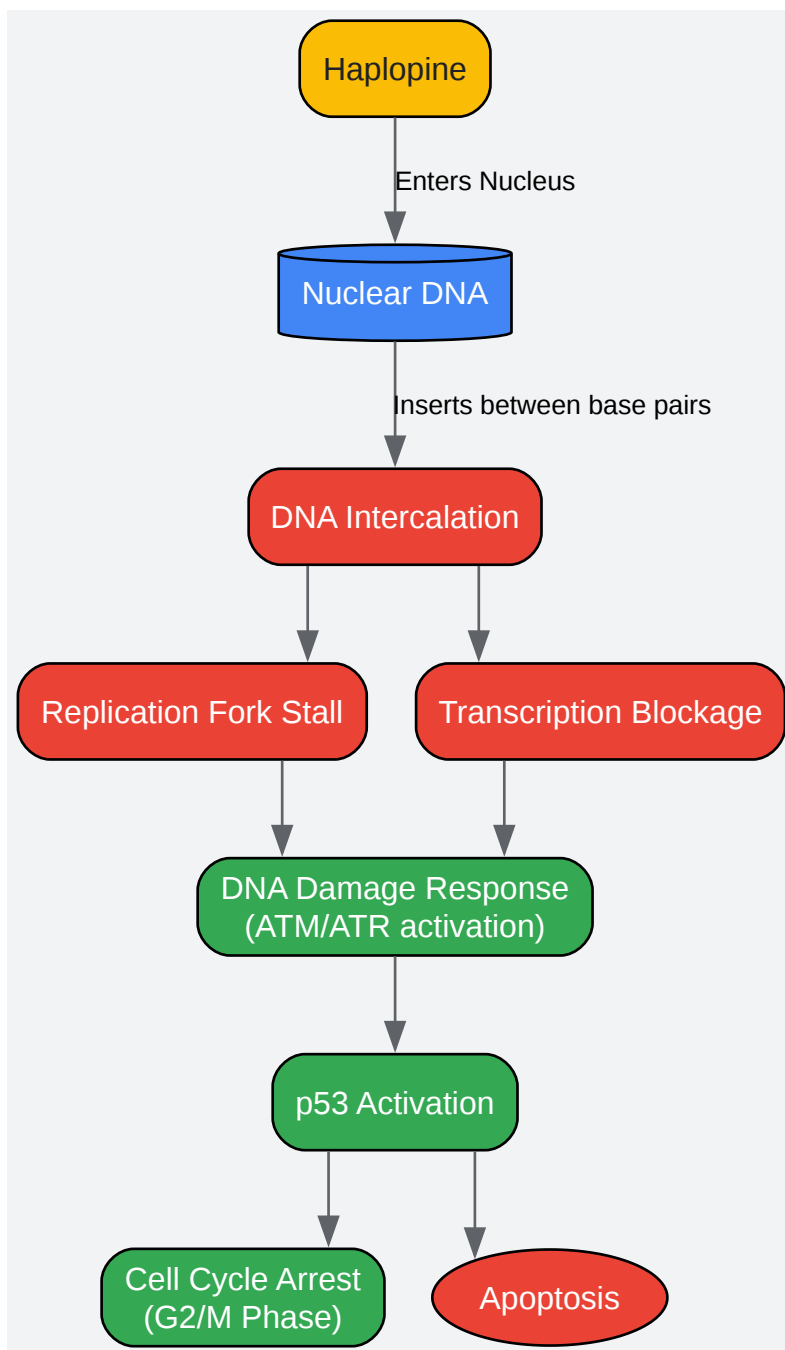 Haplopine
Enters Nucleus
Nuclear DNA
Inserts between base pairs
DNA Intercalation
Replication Fork Stall
Transcription Blockage
DNA Damage Response
(ATM/ATR activation)
p53 Activation
Cell Cycle Arrest
(G2/M Phase)
Apoptosis